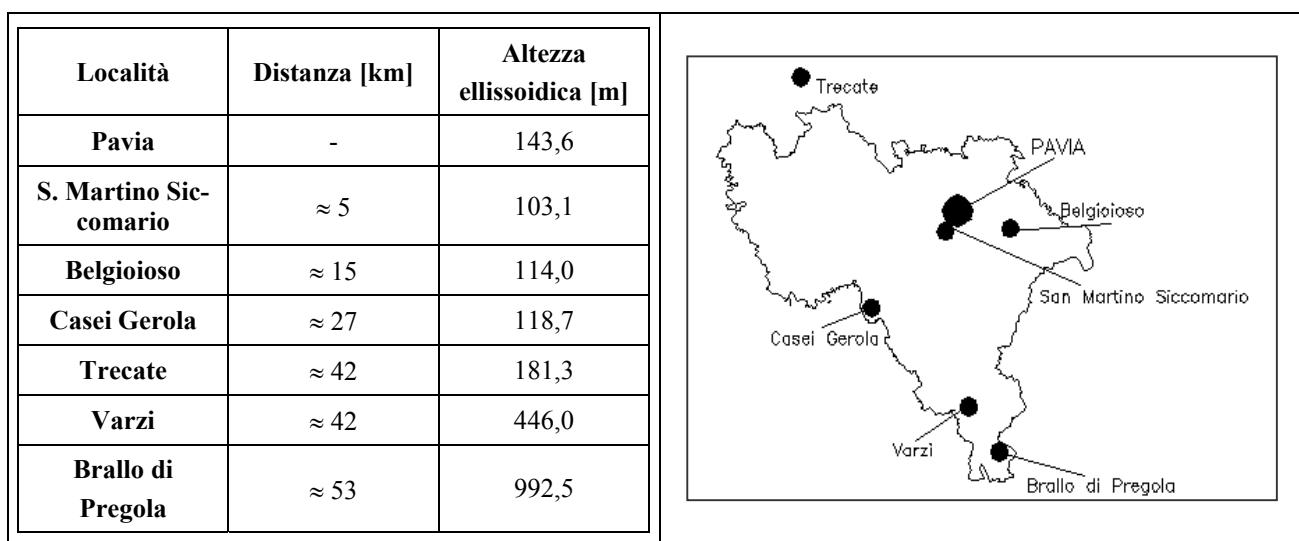 Località Distanza [km] Altezza
ellissoidica [m]
Pavia - 143,6
S. Martino Sic-
comario ≈ 5 103,1
Belgioioso ≈ 15 114,0
Casei Gerola ≈ 27 118,7
Trecate ≈ 42 181,3
Varzi ≈ 42 446,0
Brallo di
Pregola ≈ 53 992,5
Trecate
PAVIA
Belgioioso
San Martino Siccomario
Casei Gerola
Varzi
Brallo di Pregola